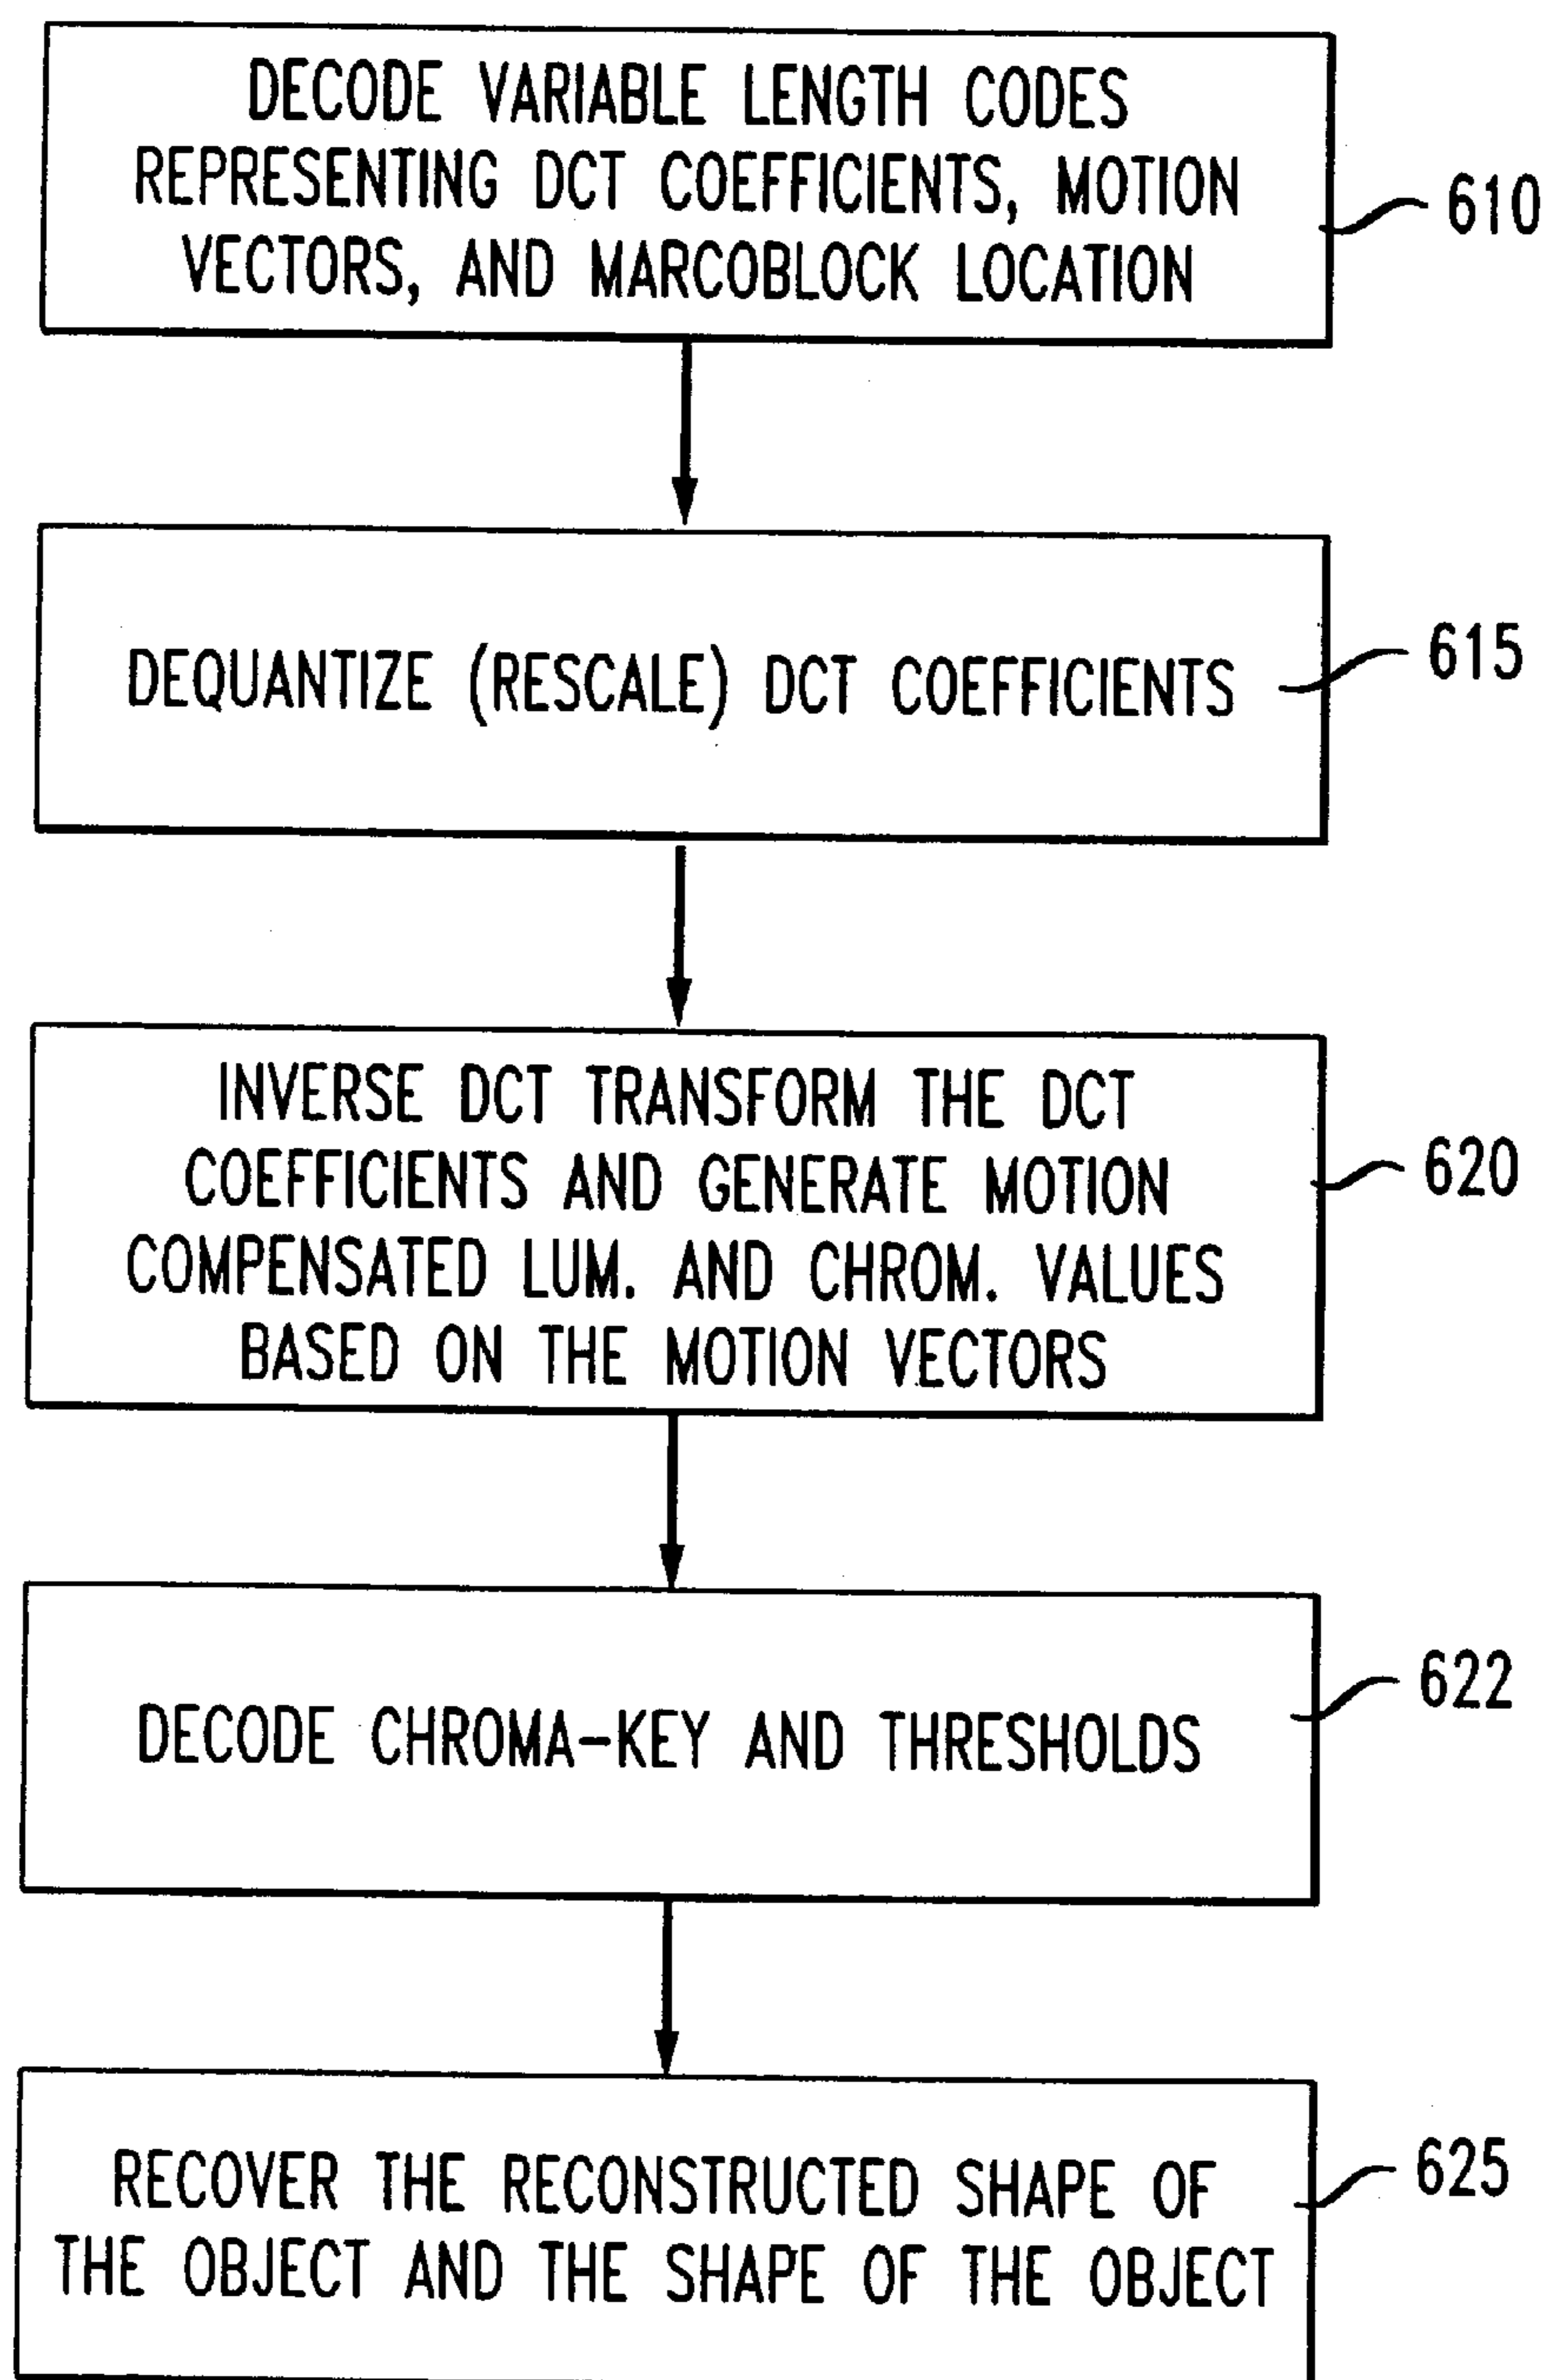 DECODE VARIABLE LENGTH CODES
REPRESENTING DCT COEFFICIENTS, MOTION
VECTORS, AND MARCOBLOCK LOCATION
610
DEQUANTIZE (RESCALE) DCT COEFFICIENTS
615
INVERSE DCT TRANSFORM THE DCT
COEFFICIENTS AND GENERATE MOTION
COMPENSATED LUM. AND CHROM. VALUES
BASED ON THE MOTION VECTORS
620
DECODE CHROMA-KEY AND THRESHOLDS
622
RECOVER THE RECONSTRUCTED SHAPE OF
THE OBJECT AND THE SHAPE OF THE OBJECT
625